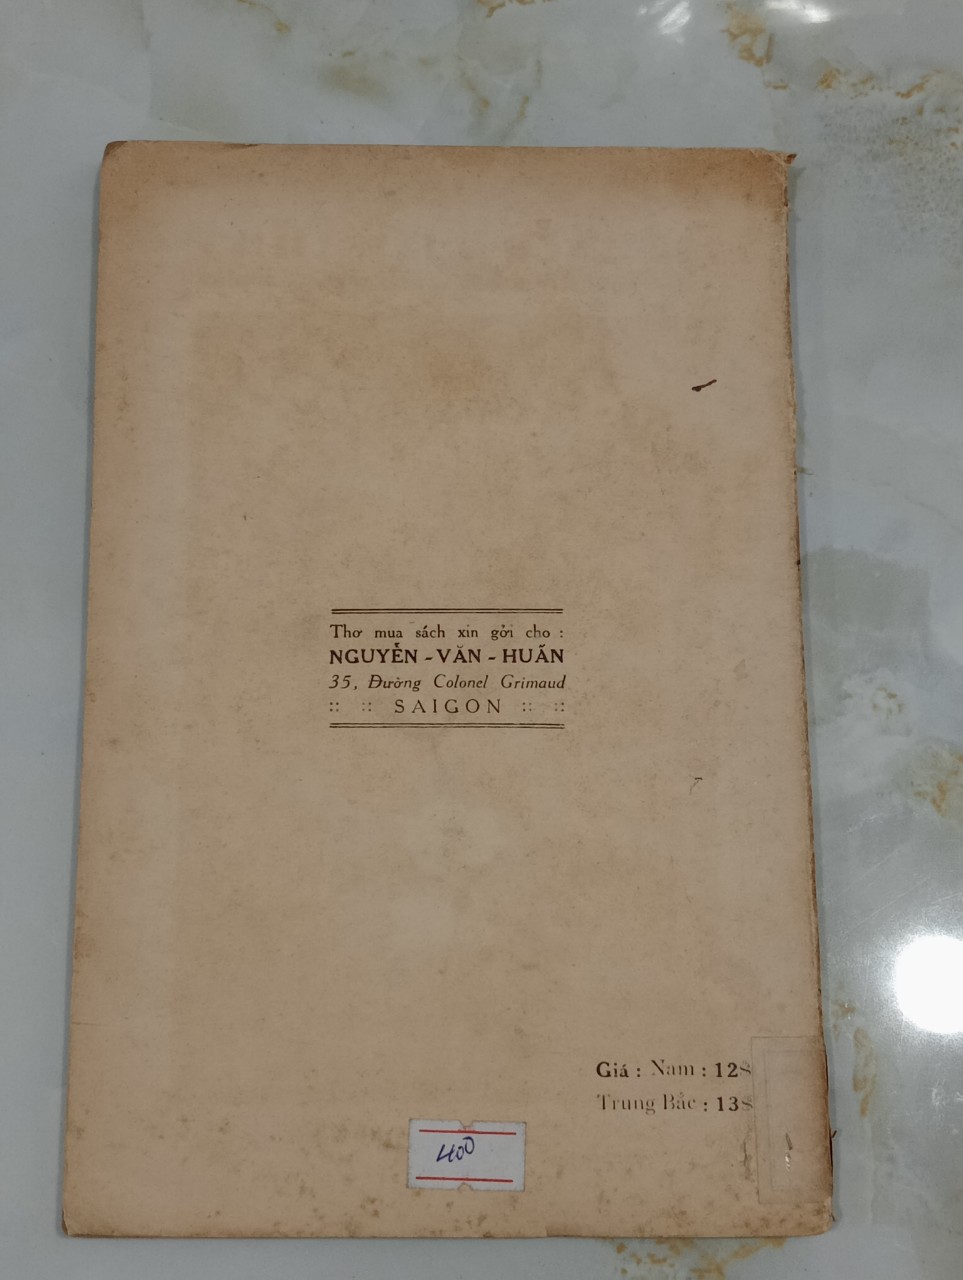 Thơ mua sách xin gởi cho :
NGUYỄN - VĂN - HUẤN
35, Đường Colonel Grimaud
:: :: SAIGON :: ::
Giá : Nam : 12$
Trung Bắc : 13$
400